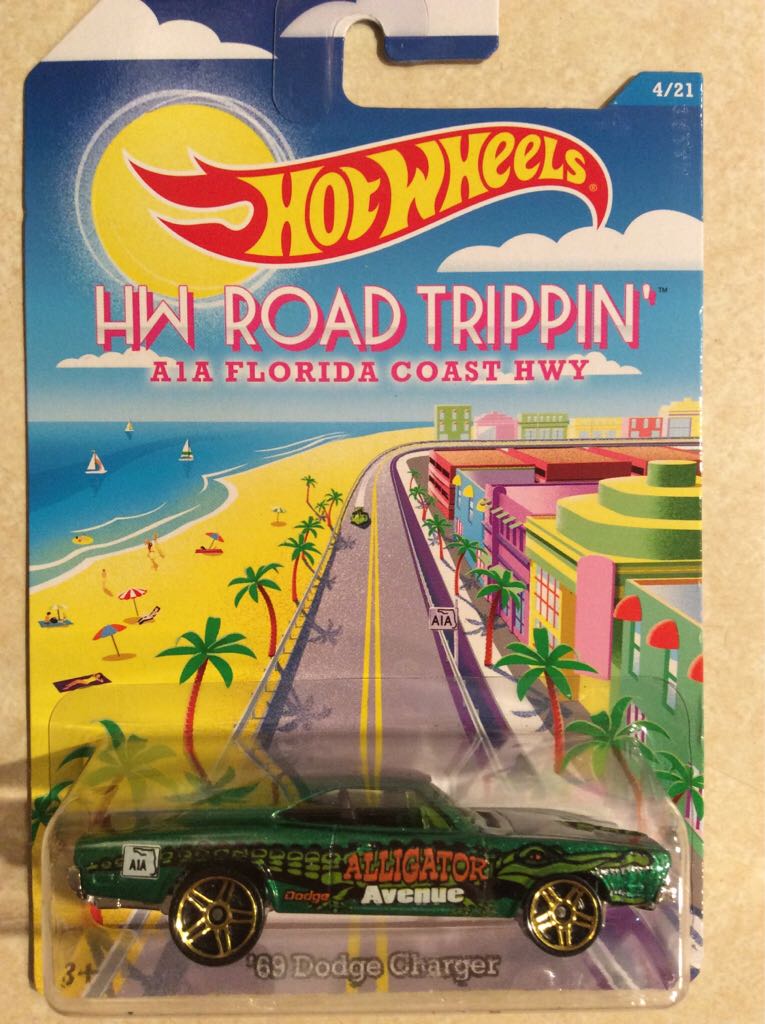 4/21
HOT WHEELS®
HW ROAD TRIPPIN'™
A1A FLORIDA COAST HWY
A1A
A1A
ALLIGATOR
Dodge
Avenue
3+
'69 Dodge Charger